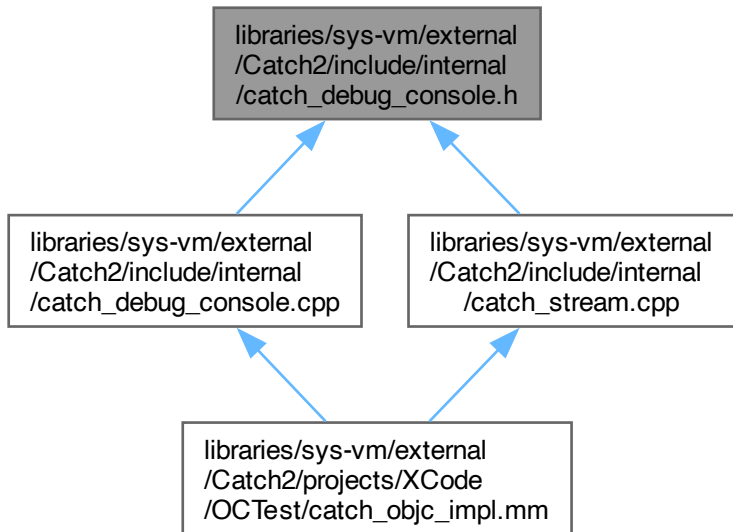 libraries/sys-vm/external
/Catch2/include/internal
/catch_debug_console.h
libraries/sys-vm/external
/Catch2/include/internal
/catch_debug_console.cpp
libraries/sys-vm/external
/Catch2/include/internal
/catch_stream.cpp
libraries/sys-vm/external
/Catch2/projects/XCode
/OCTest/catch_objc_impl.mm